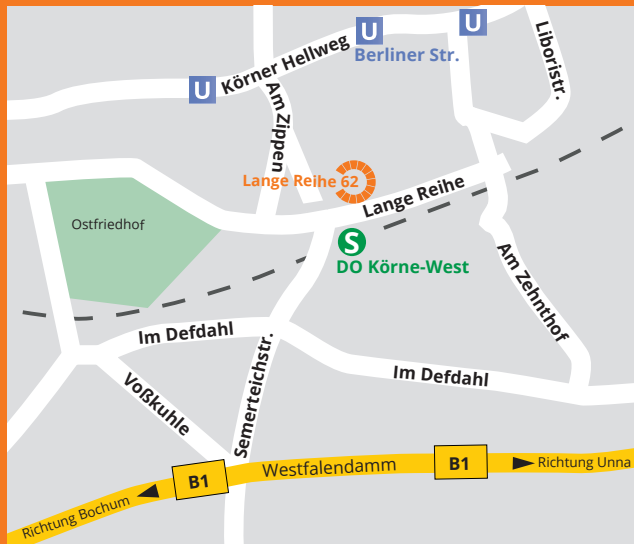 U
U
Berliner Str.
Liboristr.
U
Körner Hellweg
Am Zippen
Lange Reihe 62
Lange Reihe
Ostfriedhof
S
DO Körne-West
Am Zehnthof
Im Defdahl
Im Defdahl
Voßkuhle
Semerteichstr.
B1
Westfalendamm
B1
Richtung Unna
Richtung Bochum